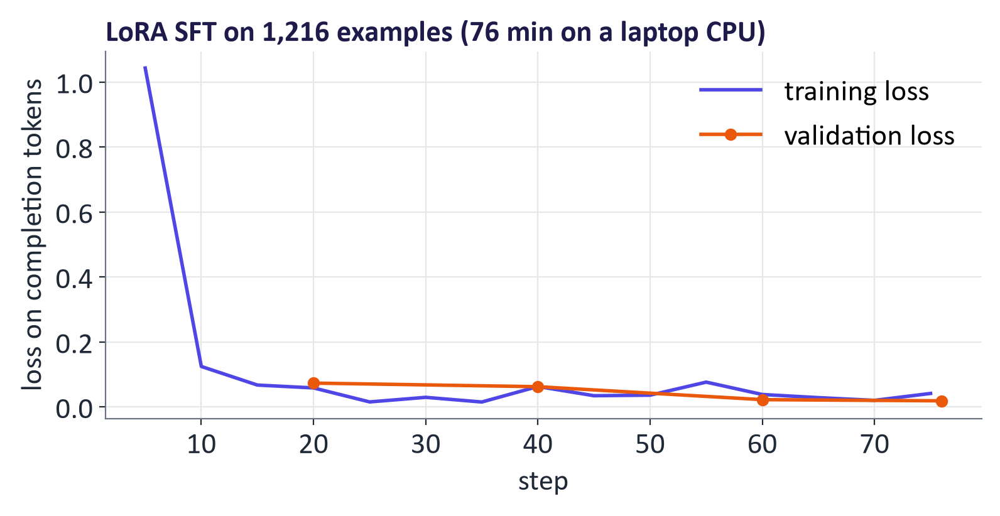 LoRA SFT on 1,216 examples (76 min on a laptop CPU)
loss on completion tokens
1.0
0.8
0.6
0.4
0.2
0.0
training loss
validation loss
10 20 30 40 50 60 70
step